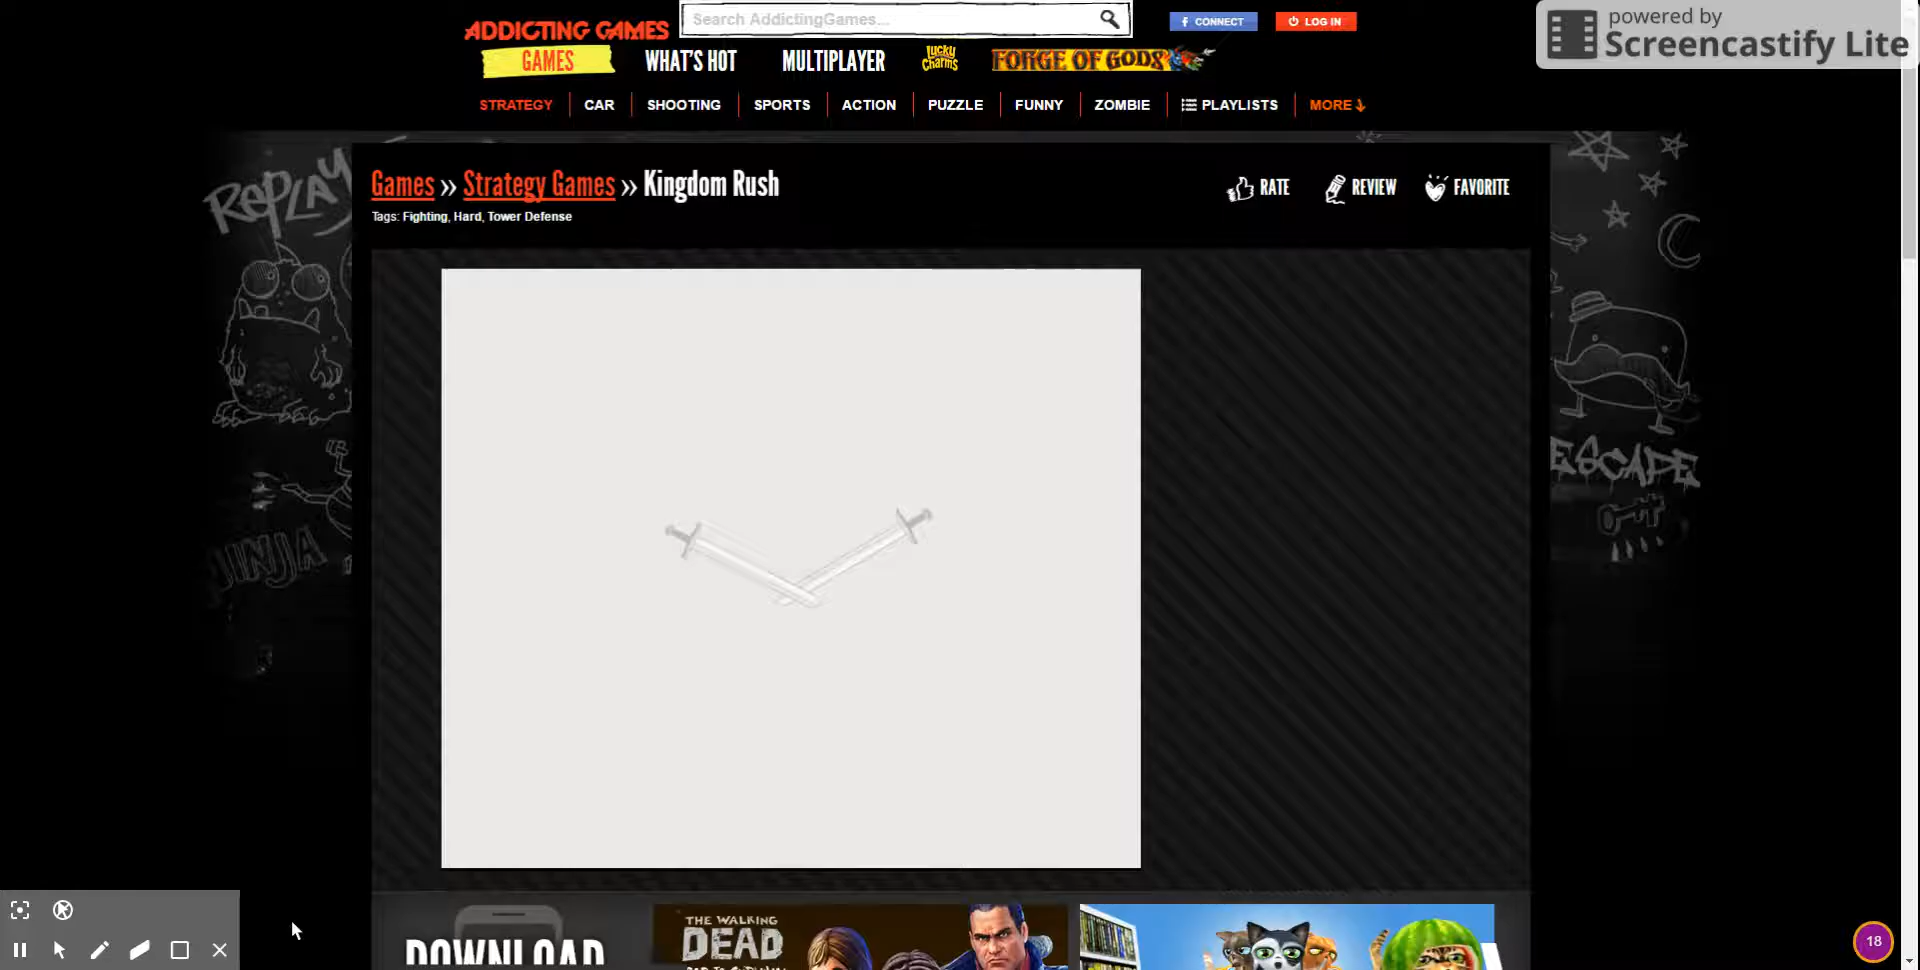 powered by
Screencastify Lite
ADDICTING GAMES
Search AddictingGames...
f CONNECT
LOG IN
GAMES
WHAT'S HOT
MULTIPLAYER
Lucky Charms
FORGE OF GODS
STRATEGY
CAR
SHOOTING
SPORTS
ACTION
PUZZLE
FUNNY
ZOMBIE
PLAYLISTS
MORE
REPLAY
Games » Strategy Games » Kingdom Rush
RATE
REVIEW
FAVORITE
Tags: Fighting, Hard, Tower Defense
ESCAPE
NINJA
DOWNLOAD
THE WALKING
DEAD
18